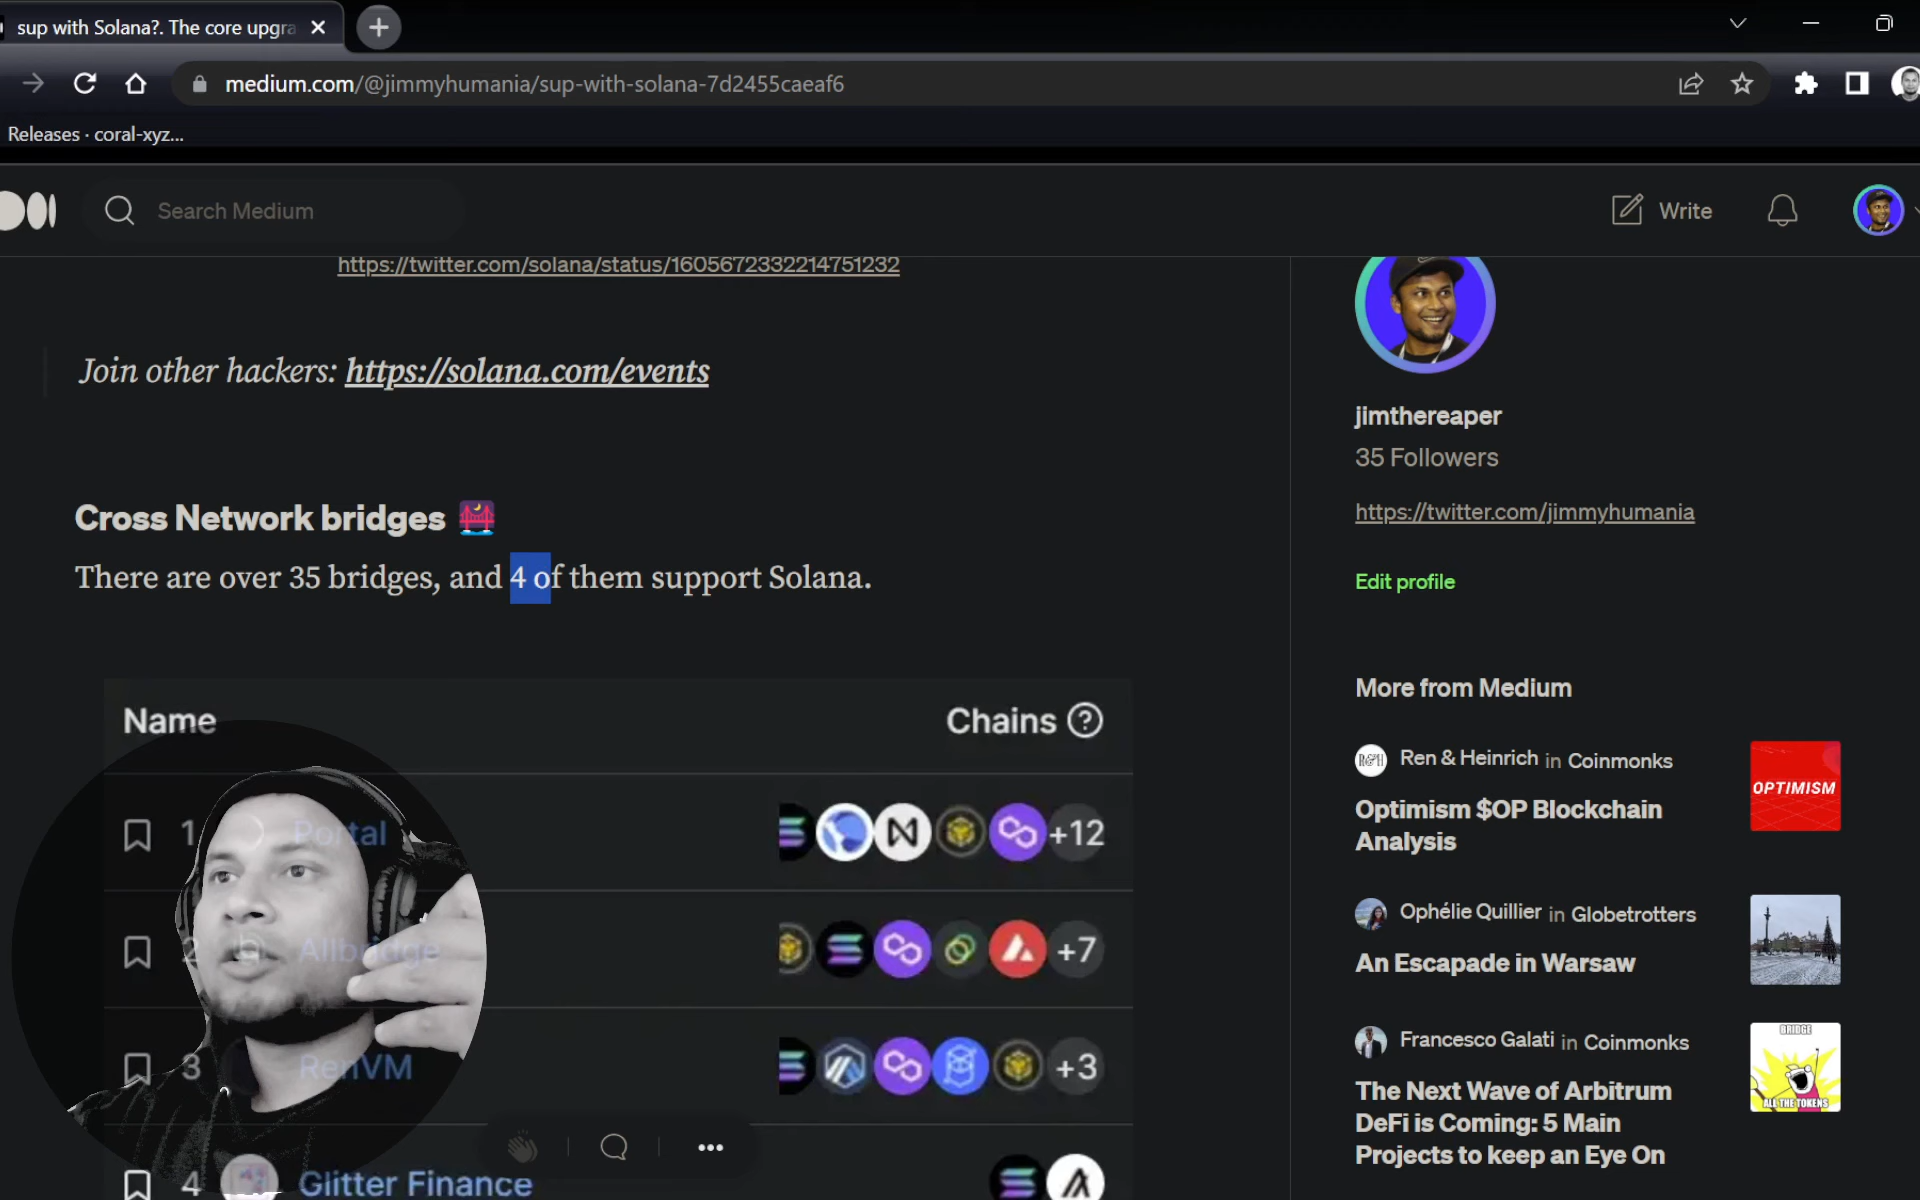 sup with Solana?. The core upgra
medium.com/@jimmyhumania/sup-with-solana-7d2455caeaf6
Releases · coral-xyz...
Search Medium
Write
https://twitter.com/solana/status/1605672332214751232
Join other hackers: https://solana.com/events
Cross Network bridges
There are over 35 bridges, and 4 of them support Solana.
Name
Chains ?
1 Portal
+12
2 Allbridge
+7
3 RenVM
+3
4 Glitter Finance
jimthereaper
35 Followers
https://twitter.com/jimmyhumania
Edit profile
More from Medium
R&H
Ren & Heinrich in Coinmonks
Optimism $OP Blockchain
Analysis
OPTIMISM
Ophélie Quillier in Globetrotters
An Escapade in Warsaw
Francesco Galati in Coinmonks
The Next Wave of Arbitrum
DeFi is Coming: 5 Main
Projects to keep an Eye On
BRIDGE
ALL THE TOKENS